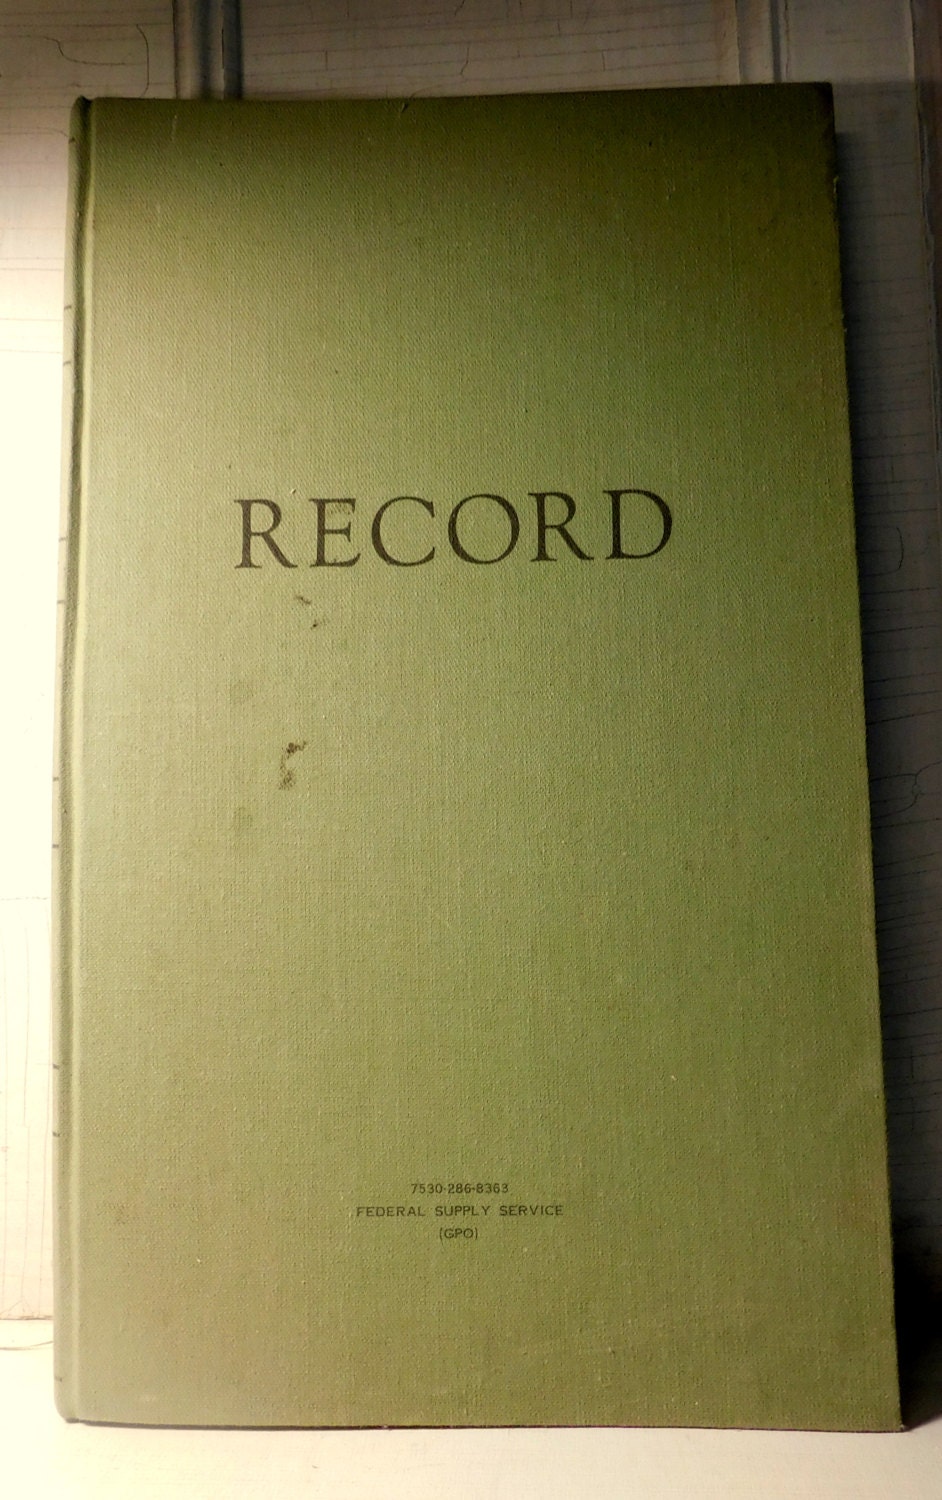 RECORD
7530-286-8363
FEDERAL SUPPLY SERVICE
(GPO)